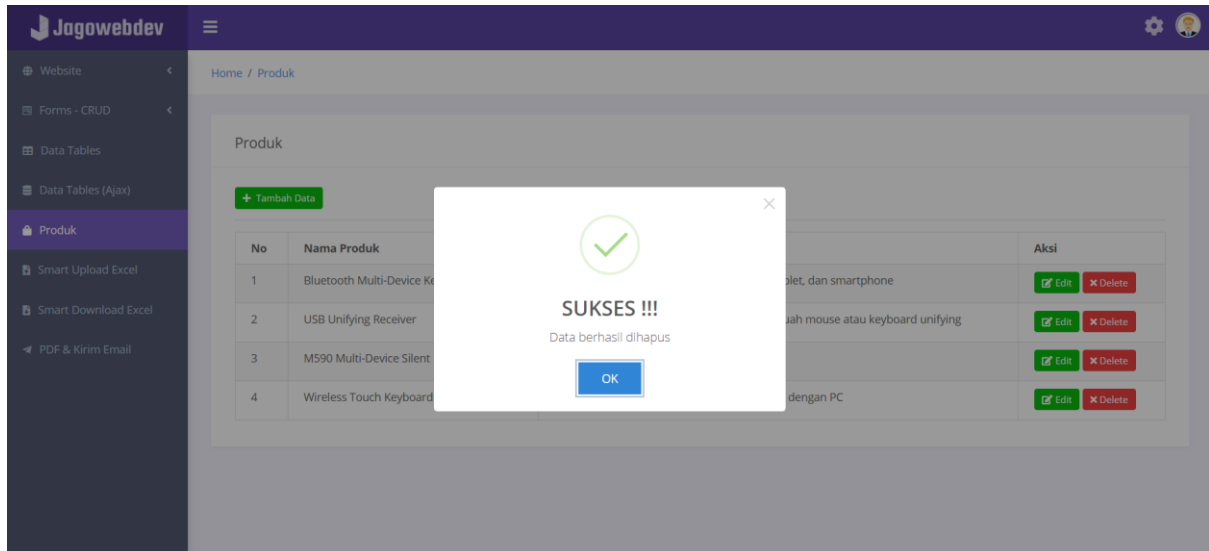 Jagowebdev
Website
Forms - CRUD
Data Tables
Data Tables (Ajax)
Produk
Smart Upload Excel
Smart Download Excel
PDF & Kirim Email
Home / Produk
Produk
+ Tambah Data
No Nama Produk Aksi
1 Bluetooth Multi-Device dan smartphone Edit Delete
2 USB Unifying Receiver mouse atau keyboard unifying Edit Delete
3 M590 Multi-Device Silent Edit Delete
4 Wireless Touch Keyboard dengan PC Edit Delete
SUKSES !!!
Data berhasil dihapus
OK